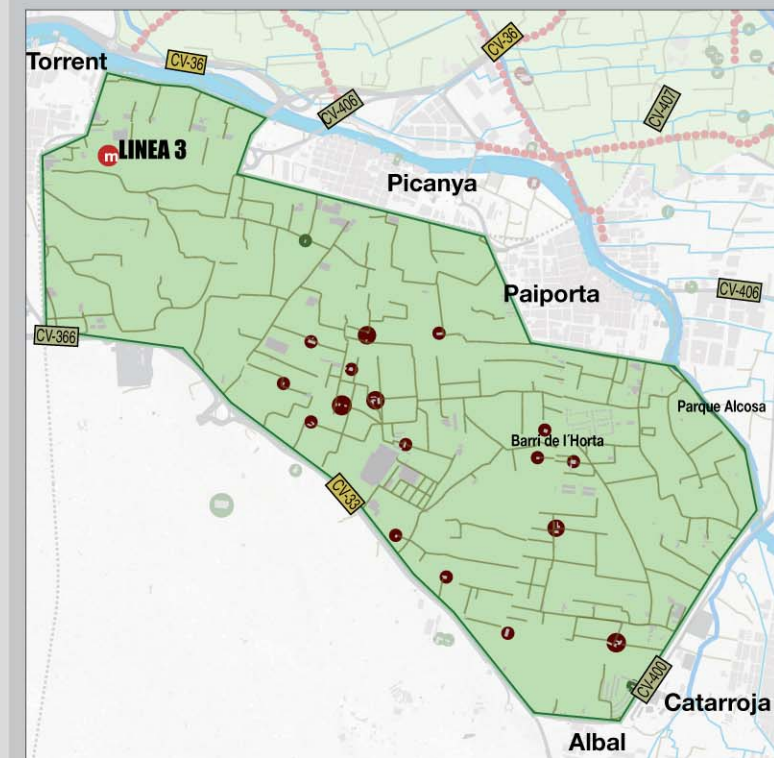 CV-36
CV-36
Torrent
CV-406
CV-407
m LINEA 3
Picanya
Paiporta
CV-406
CV-366
Parque Alcosa
Barri de l´Horta
CV-33
CV-400
Catarroja
Albal